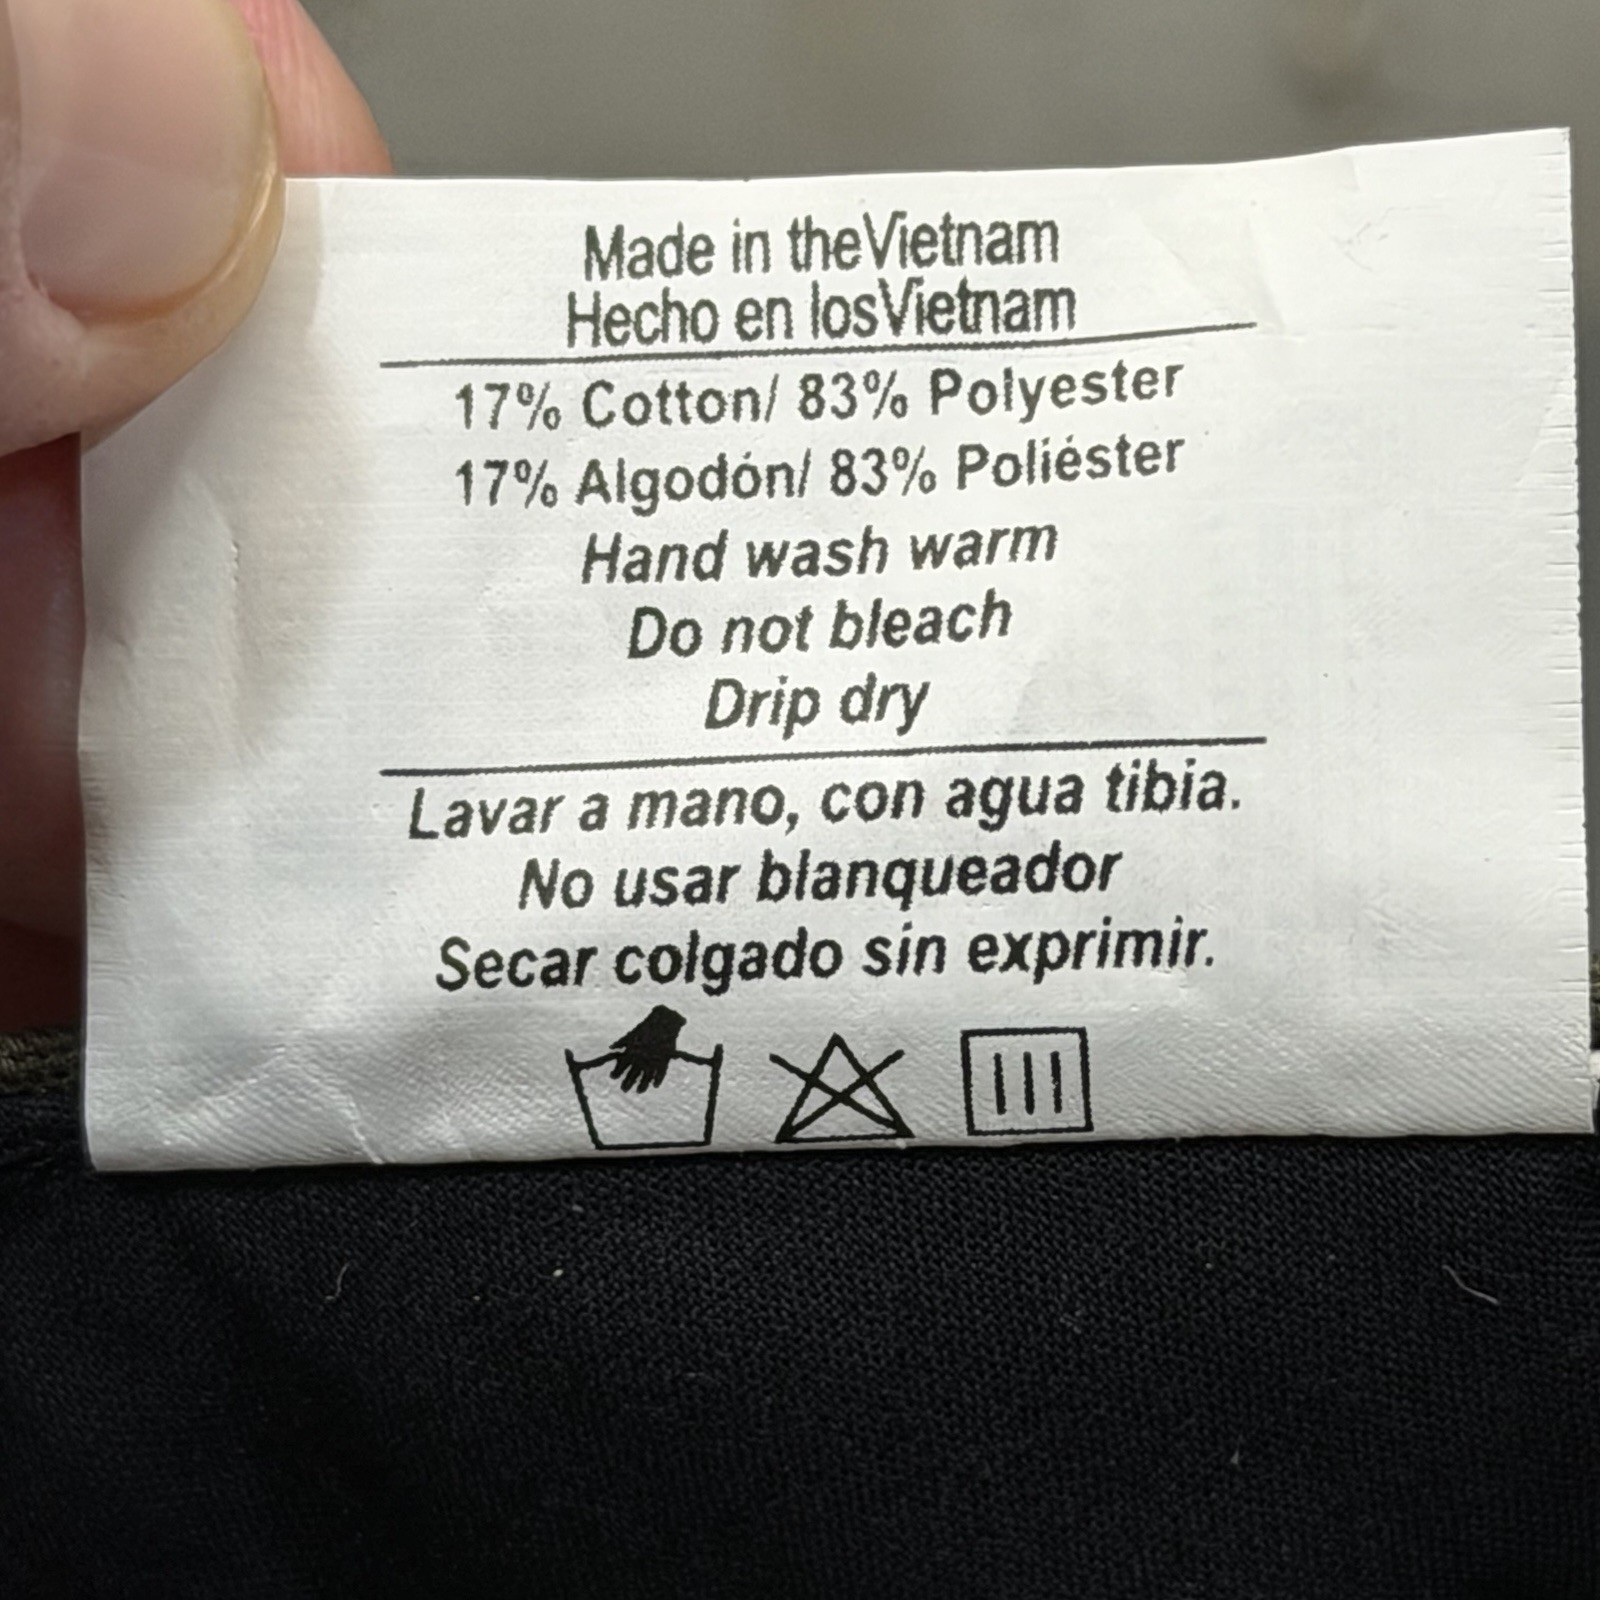 Made in theVietnam
Hecho en losVietnam
17% Cotton/ 83% Polyester
17% Algodón/ 83% Poliéster
Hand wash warm
Do not bleach
Drip dry
Lavar a mano, con agua tibia.
No usar blanqueador
Secar colgado sin exprimir.